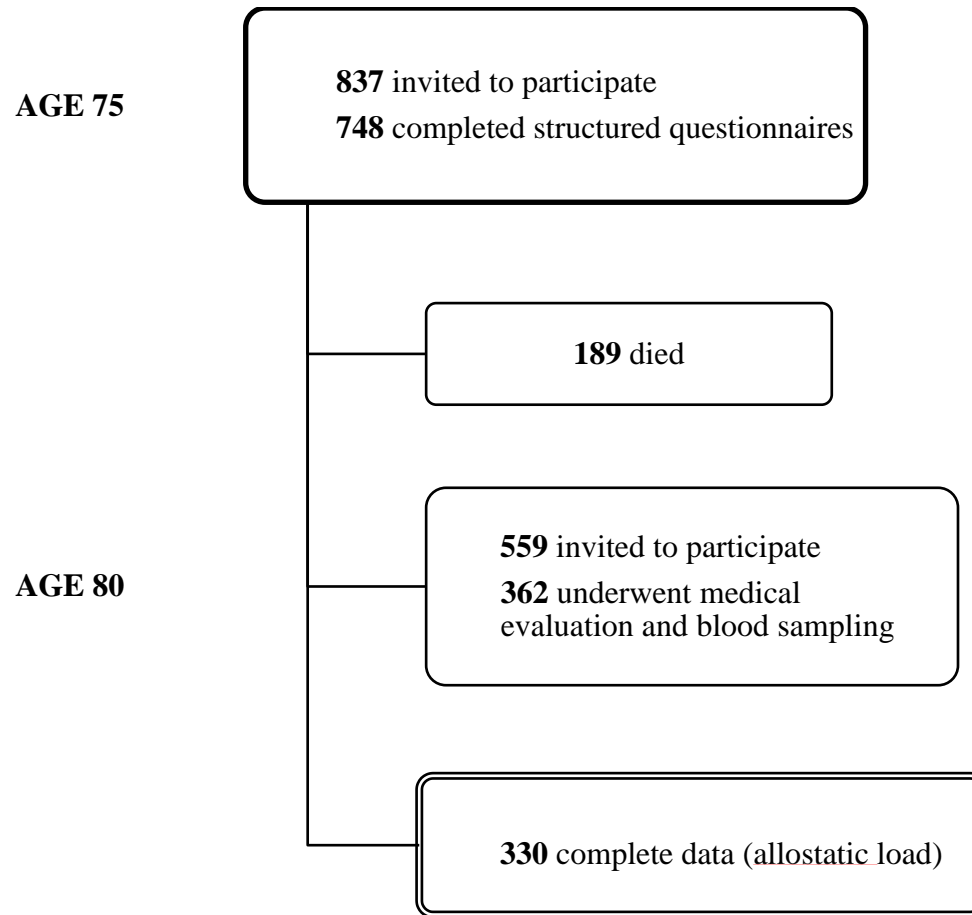 AGE 75
837 invited to participate
748 completed structured questionnaires
189 died
AGE 80
559 invited to participate
362 underwent medical
evaluation and blood sampling
330 complete data (allostatic load)